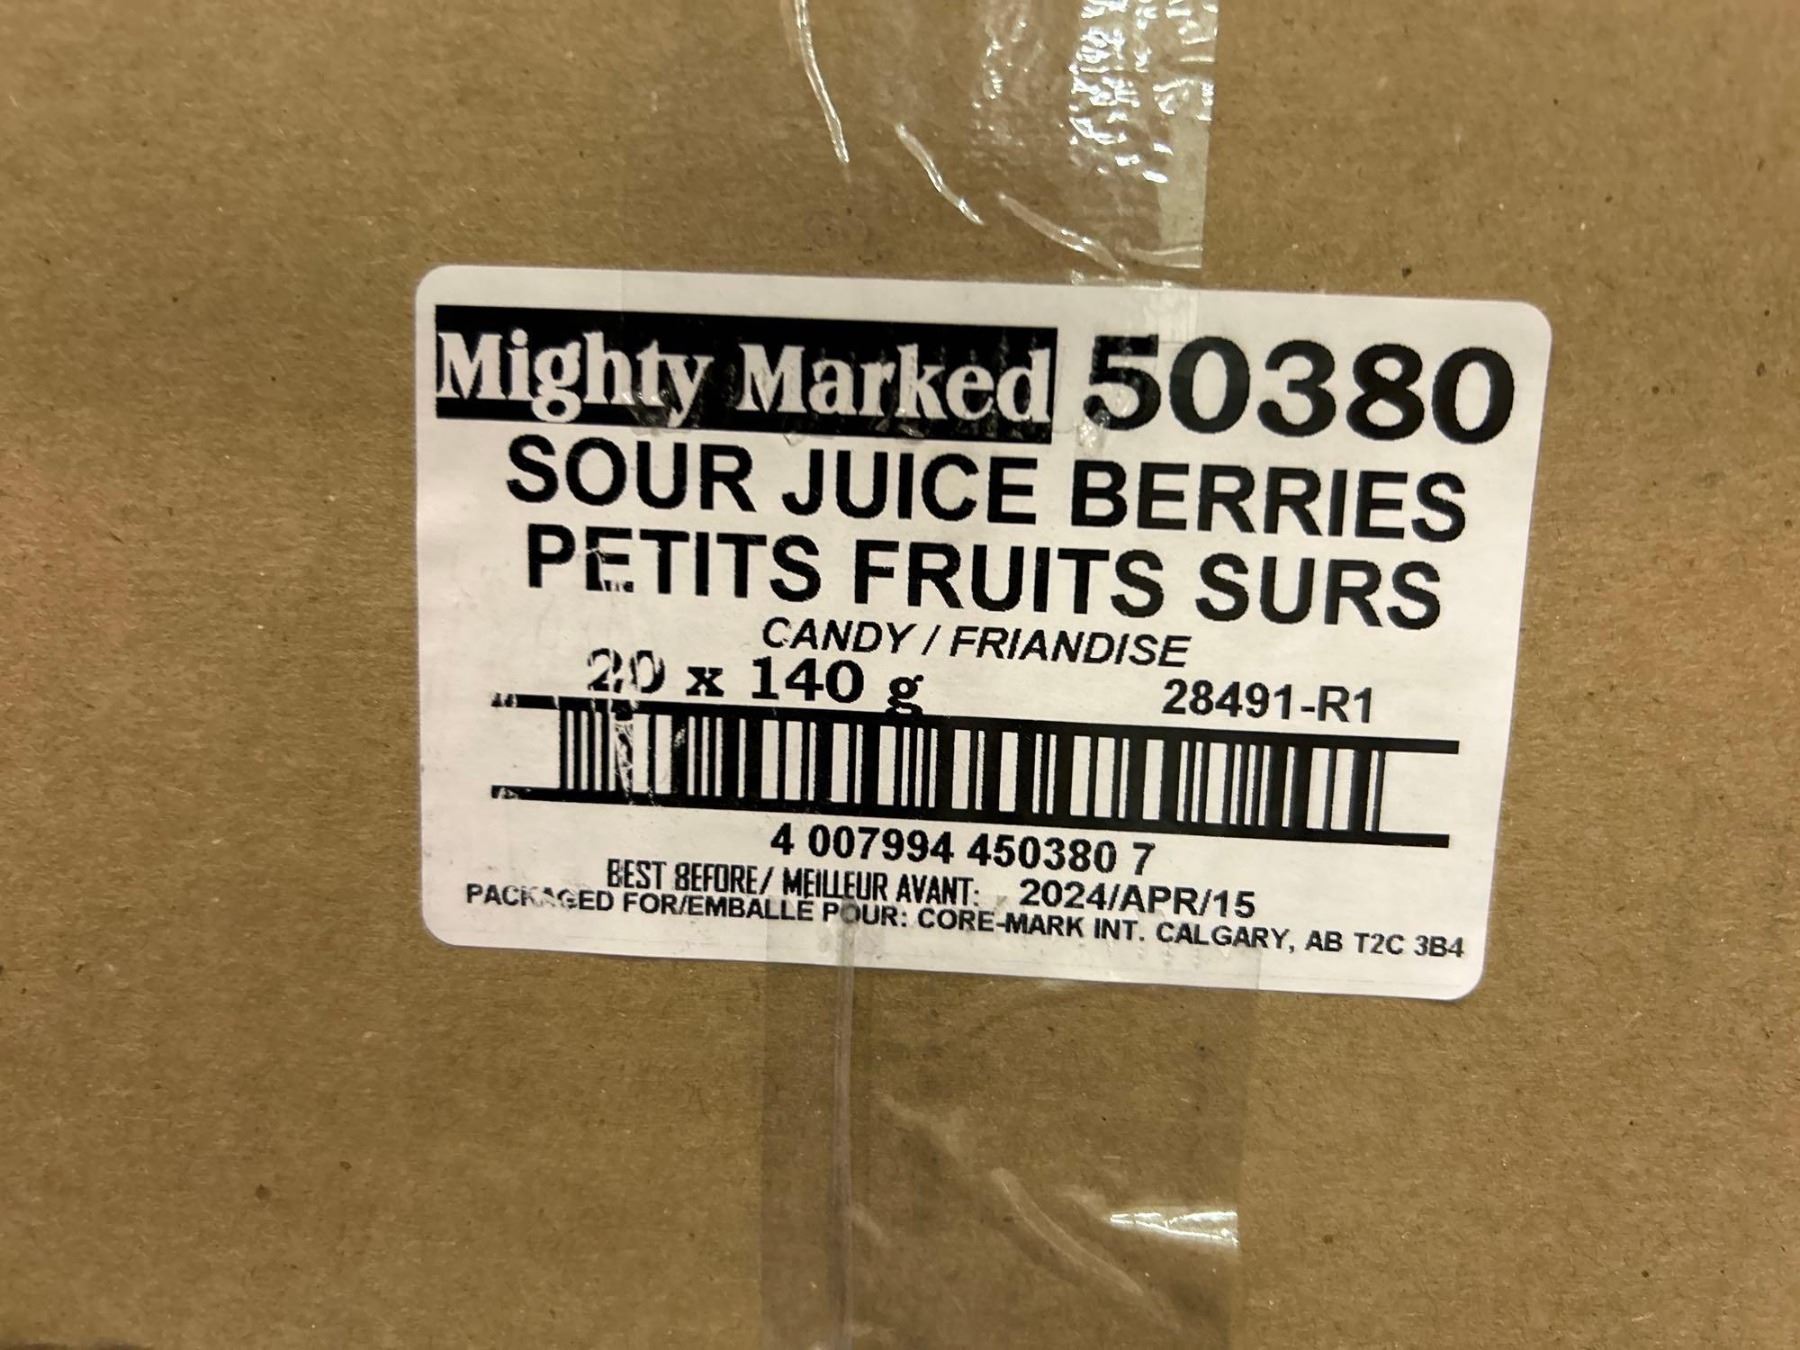 Mighty Marked 50380
SOUR JUICE BERRIES
PETITS FRUITS SURS
CANDY / FRIANDISE
20 x 140 g 28491-R1
4 007994 450380 7
BEST BEFORE/ MEILLEUR AVANT: 2024/APR/15
PACKAGED FOR/EMBALLE POUR: CORE-MARK INT. CALGARY, AB T2C 3B4